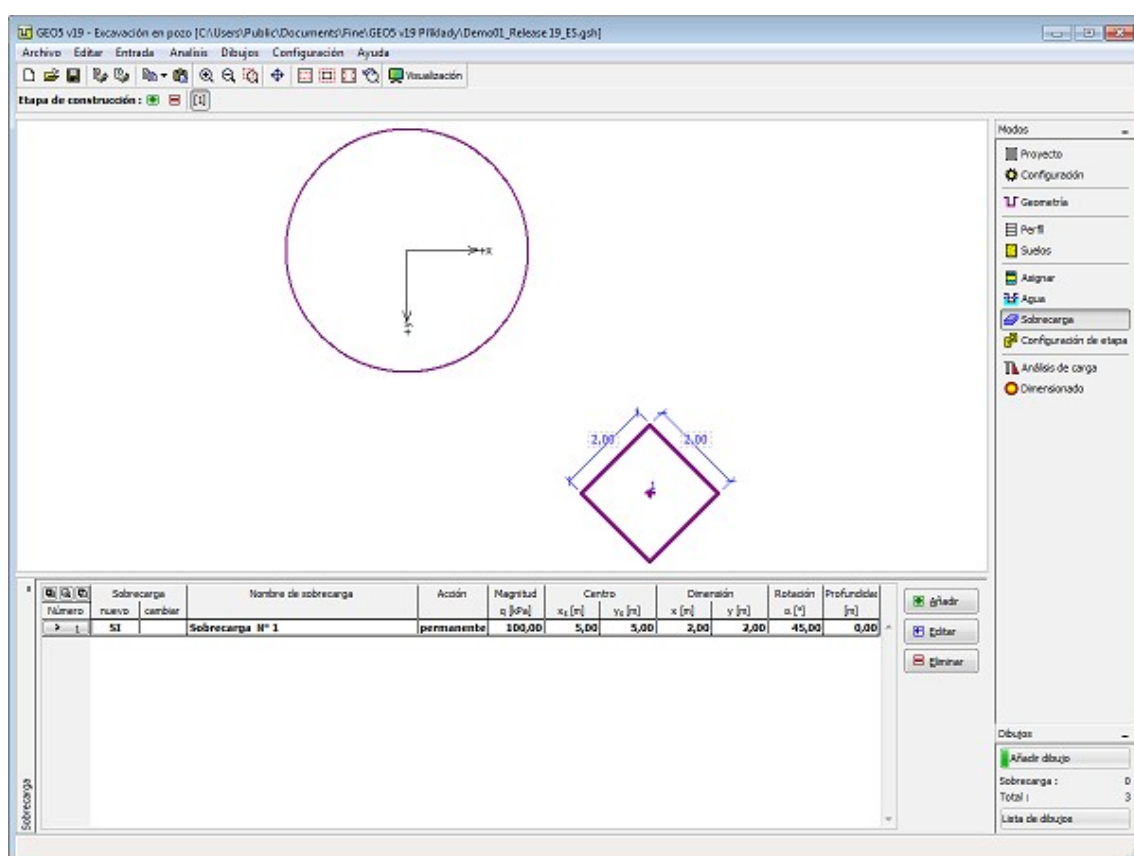 GEO5 v19 - Excavación en pozo [C:\Users\Public\Documents\Fine\GEO5 v19 Příklady\Demo01_Release 19_ES.gsh]
Archivo Editar Entrada Analisis Dibujos Configuración Ayuda
Visualización
Etapa de construcción : [1]
+x
+y
2,00 2,00
1
Modos
Proyecto
Configuración
Geometría
Perfil
Suelos
Asignar
Agua
Sobrecarga
Configuración de etapa
Análisis de carga
Dimensionado
Sobrecarga Nombre de sobrecarga Acción Magnitud Centro Dimensión Rotación Profundidad
Número nuevo cambiar q [kPa] x [m] y [m] x [m] y [m] α [°] [m]
> 1 SI Sobrecarga Nº 1 permanente 100,00 5,00 5,00 2,00 2,00 45,00 0,00
Añadir
Editar
Eliminar
Sobrecarga
Dibujos
Añadir dibujo
Sobrecarga : 0
Total : 3
Lista de dibujos